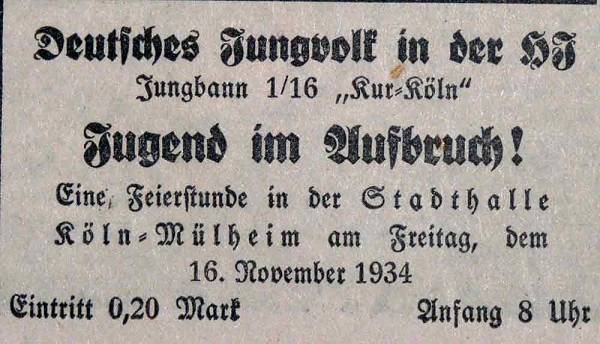 Deutsches Jungvolk in der HJ
Jungbann 1/16 „Kur-Köln“
Jugend im Aufbruch!
Eine Feierstunde in der Stadthalle
Köln-Mülheim am Freitag, dem
16. November 1934
Eintritt 0,20 Mark Anfang 8 Uhr